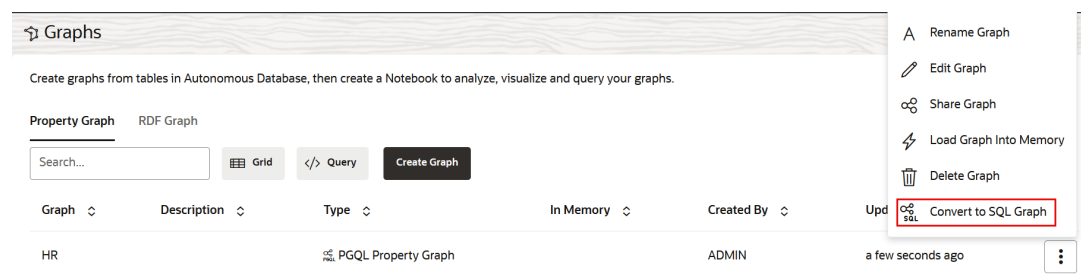 Graphs
Create graphs from tables in Autonomous Database, then create a Notebook to analyze, visualize and query your graphs.
Property Graph RDF Graph
Search... Grid </> Query Create Graph
Graph Description Type In Memory Created By Upd
HR PGQL PGQL Property Graph ADMIN a few seconds ago
A Rename Graph
Edit Graph
Share Graph
Load Graph Into Memory
Delete Graph
SQL Convert to SQL Graph